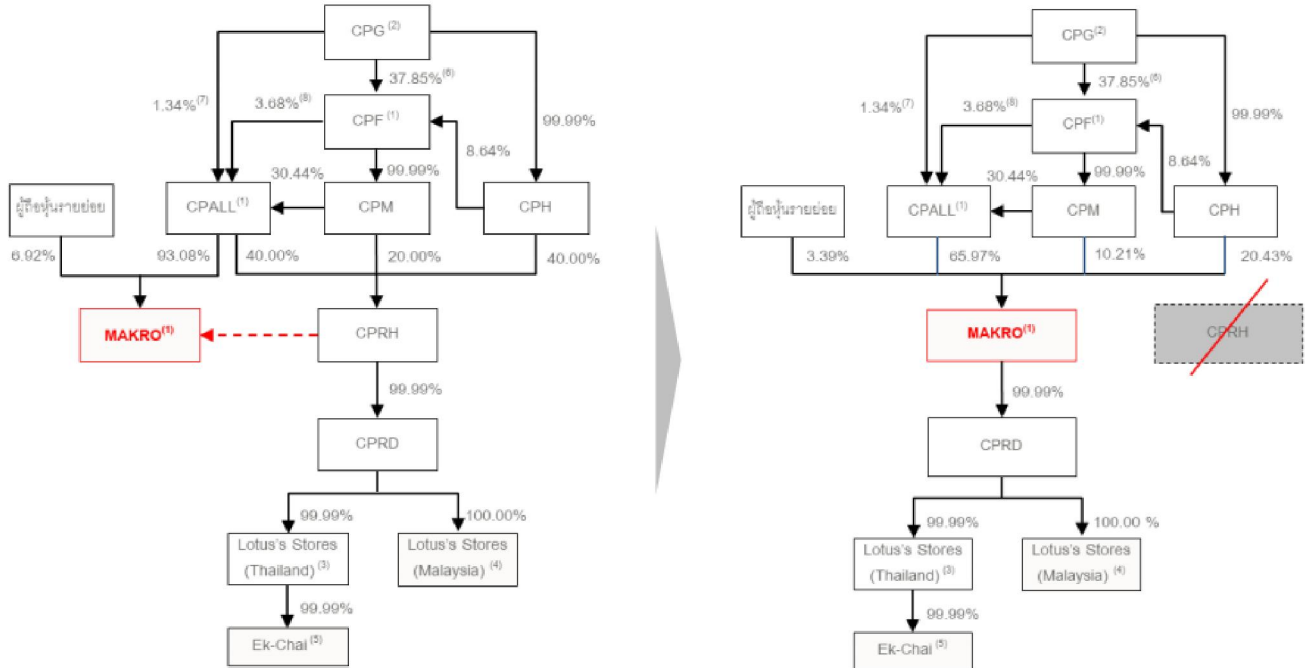 CPG (2)
37.85%(6)
1.34%(7)
3.68%(8)
CPF (1)
99.99%
8.64%
30.44%
99.99%
ผู้ถือหุ้นรายย่อย
CPALL(1)
CPM
CPH
6.92%
93.08%
40.00%
20.00%
40.00%
MAKRO(1)
CPRH
99.99%
CPRD
99.99%
100.00%
Lotus's Stores
(Thailand) (3)
Lotus's Stores
(Malaysia) (4)
99.99%
Ek-Chai (5)
CPG(2)
37.85%(6)
1.34%(7)
3.68%(8)
CPF(1)
99.99%
8.64%
30.44%
99.99%
ผู้ถือหุ้นรายย่อย
CPALL(1)
CPM
CPH
3.39%
65.97%
10.21%
20.43%
MAKRO(1)
CPRH
99.99%
CPRD
99.99%
100.00 %
Lotus's Stores
(Thailand) (3)
Lotus's Stores
(Malaysia) (4)
99.99%
Ek-Chai (5)